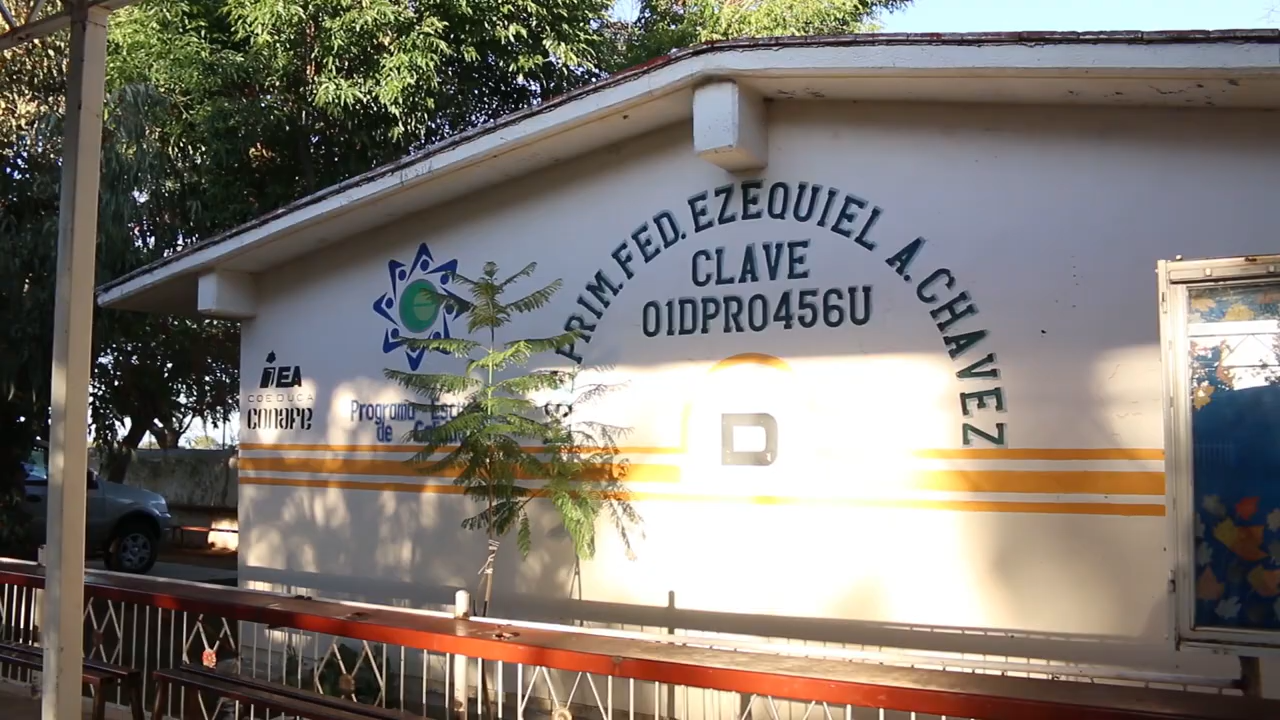 PRIM. FED. EZEQUIEL A. CHAVEZ
CLAVE
01DPR0456U
IEA
COEDUCA
CONAFE
Programa
de
D